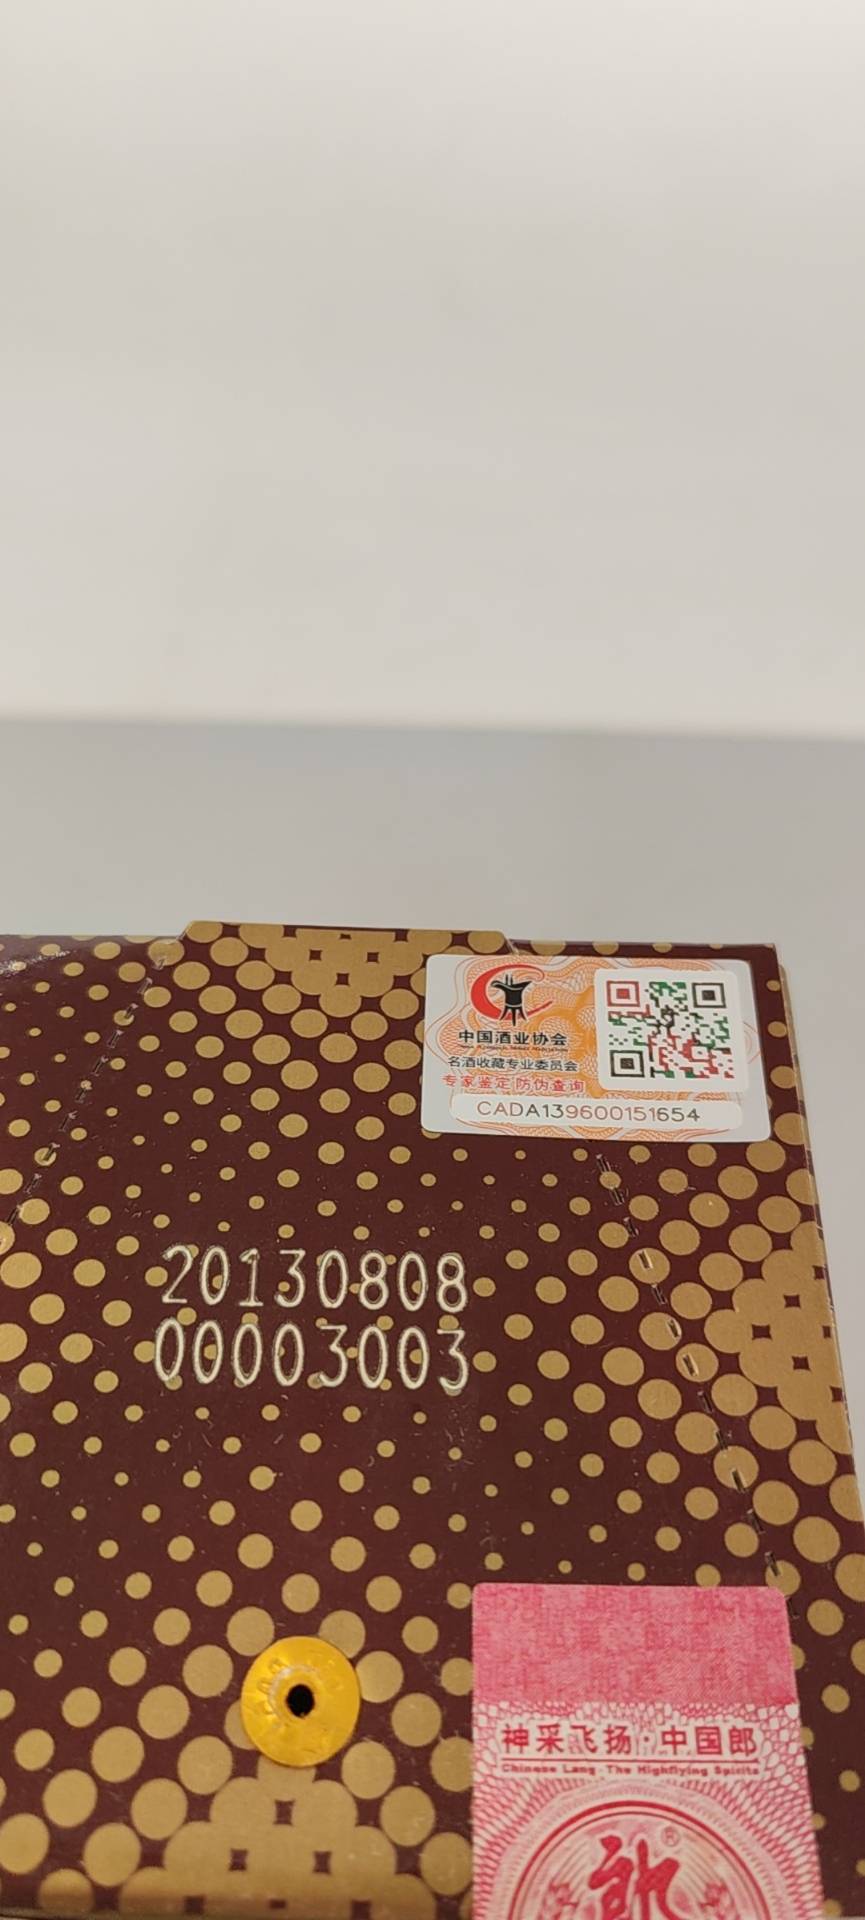 中国酒业协会
名酒收藏专业委员会
专家鉴定 防伪查询
CADA139600151654
20130808
00003003
神采飞扬·中国郎
Chinese Lang·The Highflying Spirits
郎®